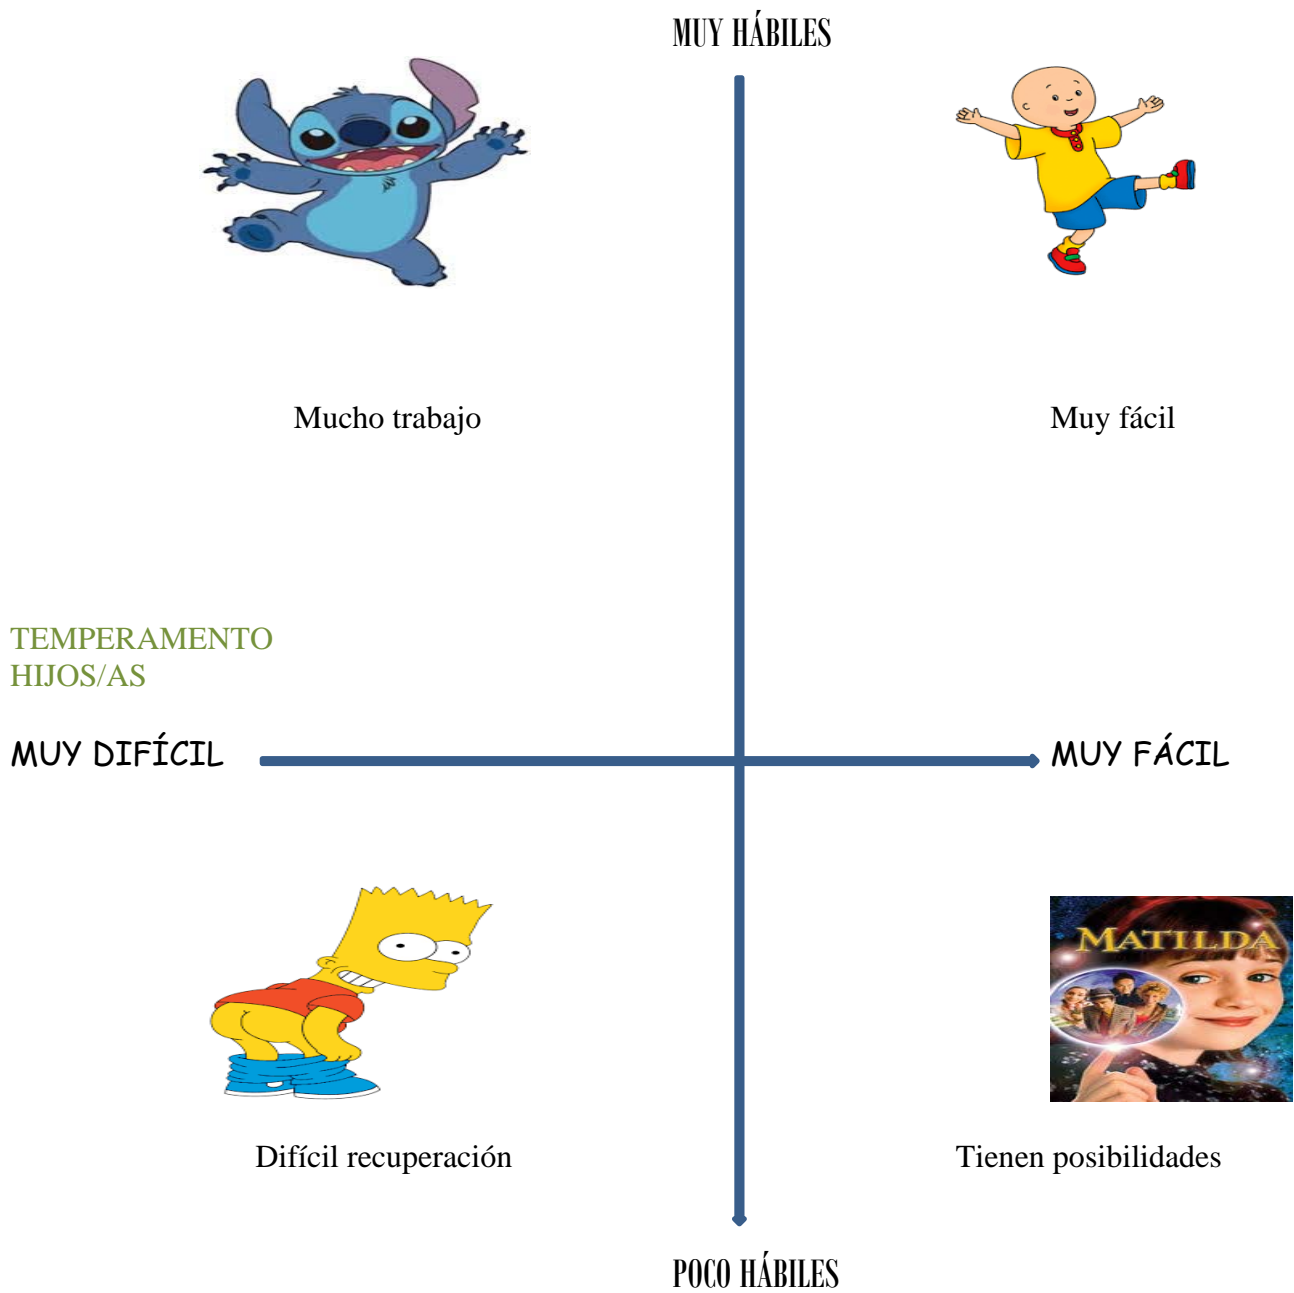 MUY HÁBILES
Mucho trabajo
Muy fácil
TEMPERAMENTO
HIJOS/AS
MUY DIFÍCIL
MUY FÁCIL
MATILDA
Difícil recuperación
Tienen posibilidades
POCO HÁBILES